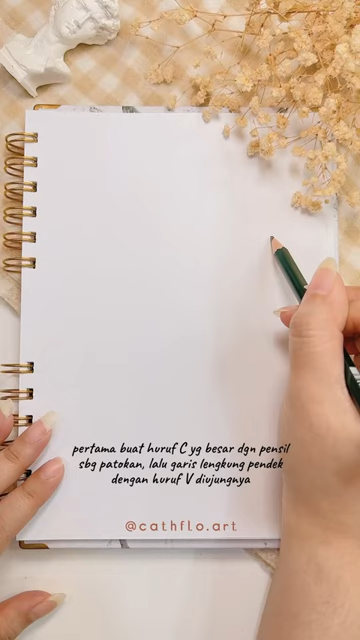 pertama buat huruf C yg besar dgn pensil
sbg patokan, lalu garis lengkung pendek
dengan huruf V diujungnya
@cathflo.art